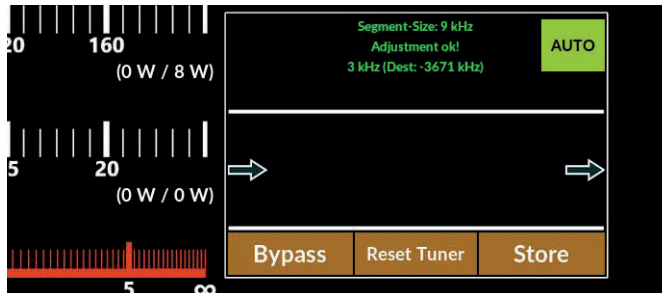 20 160
(0 W / 8 W)
5 20
(0 W / 0 W)
5 ∞
Segment-Size: 9 kHz
Adjustment ok!
3 kHz (Dest: -3671 kHz)
AUTO
Bypass Reset Tuner Store